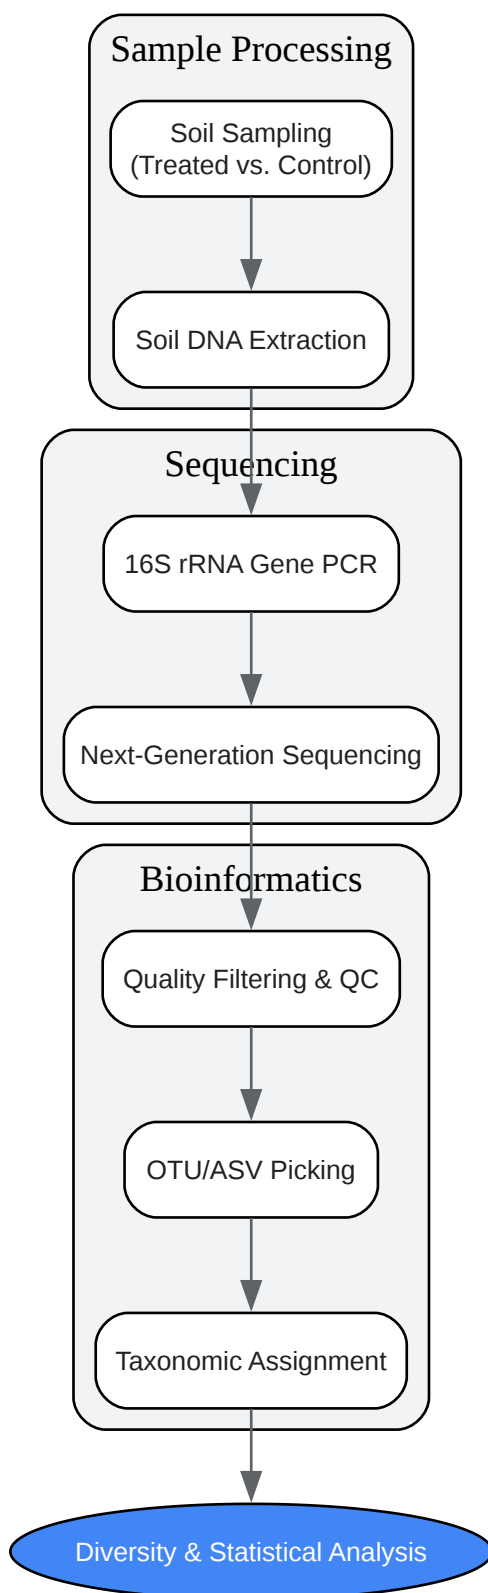 Sample Processing
Soil Sampling
(Treated vs. Control)
Soil DNA Extraction
Sequencing
16S rRNA Gene PCR
Next-Generation Sequencing
Bioinformatics
Quality Filtering & QC
OTU/ASV Picking
Taxonomic Assignment
Diversity & Statistical Analysis